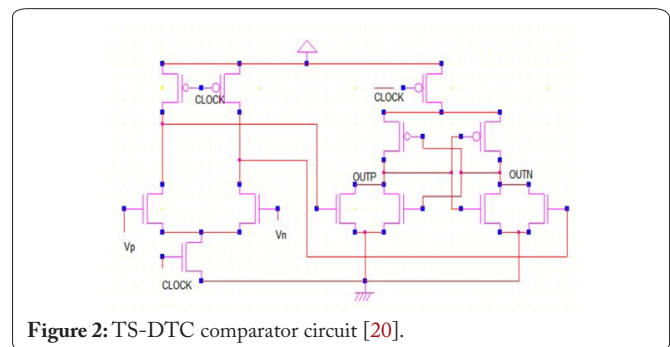 CLOCK
CLOCK
OUTP
OUTN
Vp
Vn
CLOCK
Figure 2: TS-DTC comparator circuit [20].